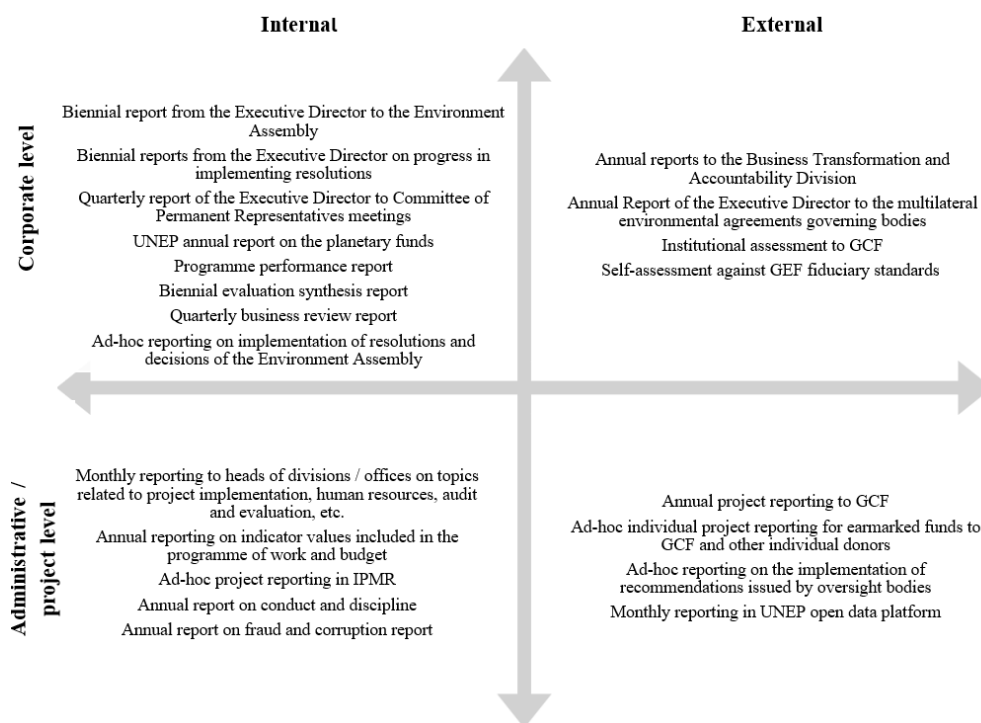 Internal
External
Corporate level
Biennial report from the Executive Director to the Environment
Assembly
Biennial reports from the Executive Director on progress in
implementing resolutions
Quarterly report of the Executive Director to Committee of
Permanent Representatives meetings
UNEP annual report on the planetary funds
Programme performance report
Biennial evaluation synthesis report
Quarterly business review report
Ad-hoc reporting on implementation of resolutions and
decisions of the Environment Assembly
Annual reports to the Business Transformation and
Accountability Division
Annual Report of the Executive Director to the multilateral
environmental agreements governing bodies
Institutional assessment to GCF
Self-assessment against GEF fiduciary standards
Administrative /
project level
Monthly reporting to heads of divisions / offices on topics
related to project implementation, human resources, audit
and evaluation, etc.
Annual reporting on indicator values included in the
programme of work and budget
Ad-hoc project reporting in IPMR
Annual report on conduct and discipline
Annual report on fraud and corruption report
Annual project reporting to GCF
Ad-hoc individual project reporting for earmarked funds to
GCF and other individual donors
Ad-hoc reporting on the implementation of
recommendations issued by oversight bodies
Monthly reporting in UNEP open data platform